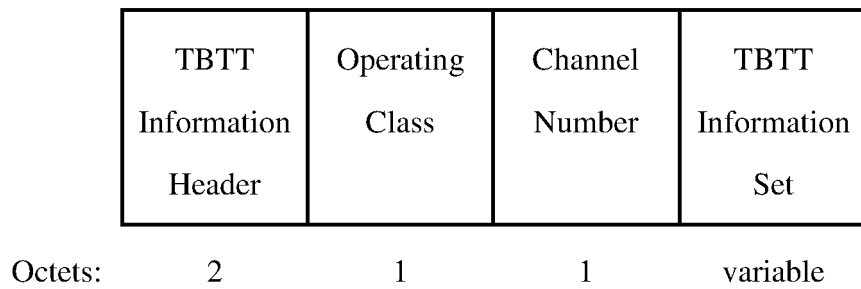 TBTT Operating Channel TBTT
Information Class Number Information
Header Set
Octets: 2 1 1 variable